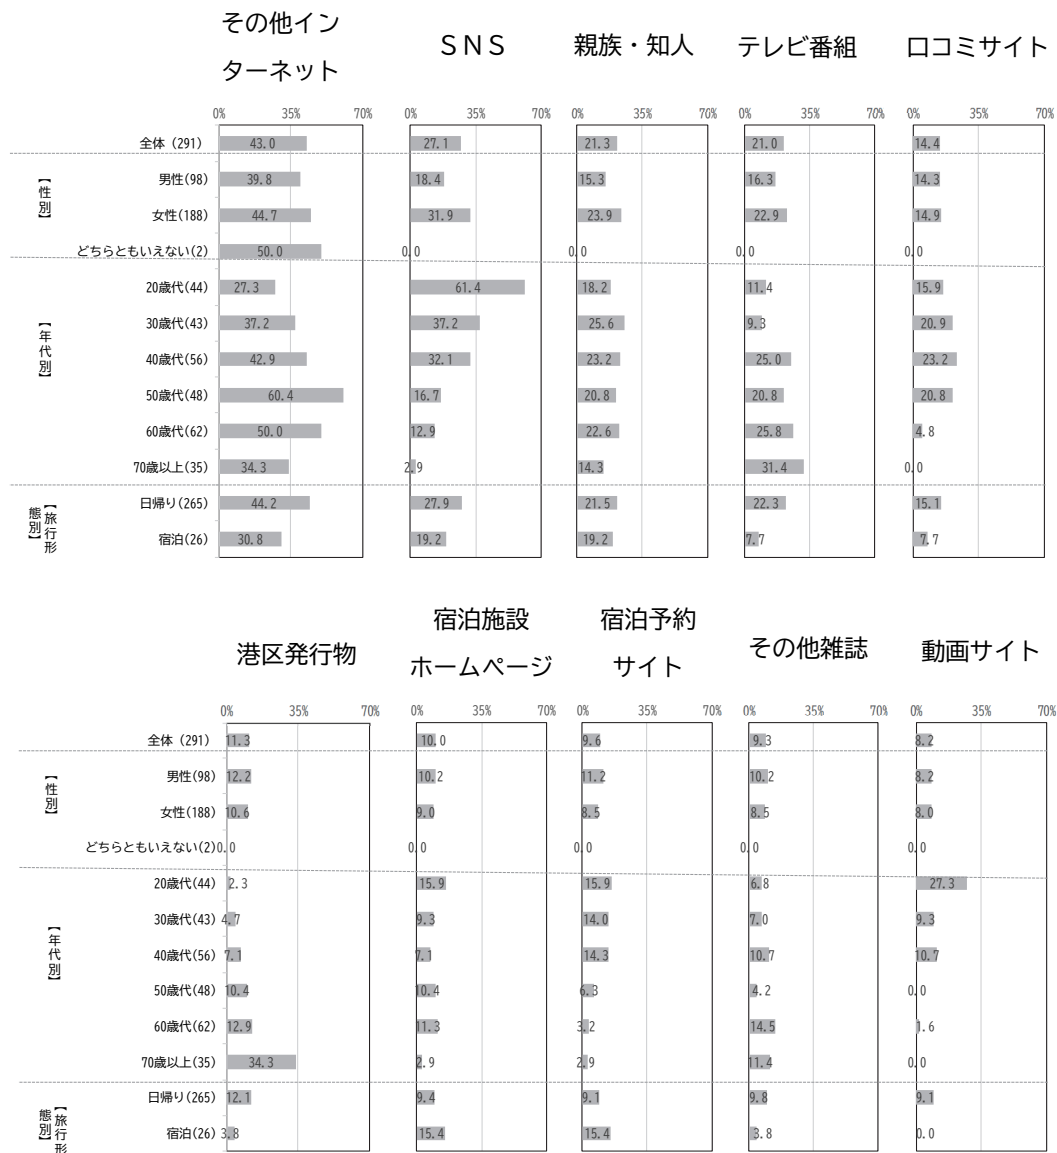 その他イン
ターネット
ＳＮＳ
親族・知人
テレビ番組
口コミサイト
0% 35% 70% 0% 35% 70% 0% 35% 70% 0% 35% 70% 0% 35% 70%
全体 (291) 43.0 27.1 21.3 21.0 14.4
【性別】
男性(98) 39.8 18.4 15.3 16.3 14.3
女性(188) 44.7 31.9 23.9 22.9 14.9
どちらともいえない(2) 50.0 0.0 0.0 0.0 0.0
【年代別】
20歳代(44) 27.3 61.4 18.2 11.4 15.9
30歳代(43) 37.2 37.2 25.6 9.3 20.9
40歳代(56) 42.9 32.1 23.2 25.0 23.2
50歳代(48) 60.4 16.7 20.8 20.8 20.8
60歳代(62) 50.0 12.9 22.6 25.8 4.8
70歳以上(35) 34.3 2.9 14.3 31.4 0.0
【旅行形態別】
日帰り(265) 44.2 27.9 21.5 22.3 15.1
宿泊(26) 30.8 19.2 19.2 7.7 7.7
港区発行物
宿泊施設
ホームページ
宿泊予約
サイト
その他雑誌
動画サイト
0% 35% 70% 0% 35% 70% 0% 35% 70% 0% 35% 70% 0% 35% 70%
全体 (291) 11.3 10.0 9.6 9.3 8.2
【性別】
男性(98) 12.2 10.2 11.2 10.2 8.2
女性(188) 10.6 9.0 8.5 8.5 8.0
どちらともいえない(2) 0.0 0.0 0.0 0.0 0.0
【年代別】
20歳代(44) 2.3 15.9 15.9 6.8 27.3
30歳代(43) 4.7 9.3 14.0 7.0 9.3
40歳代(56) 7.1 7.1 14.3 10.7 10.7
50歳代(48) 10.4 10.4 6.3 4.2 0.0
60歳代(62) 12.9 11.3 3.2 14.5 1.6
70歳以上(35) 34.3 2.9 2.9 11.4 0.0
【旅行形態別】
日帰り(265) 12.1 9.4 9.1 9.8 9.1
宿泊(26) 3.8 15.4 15.4 3.8 0.0